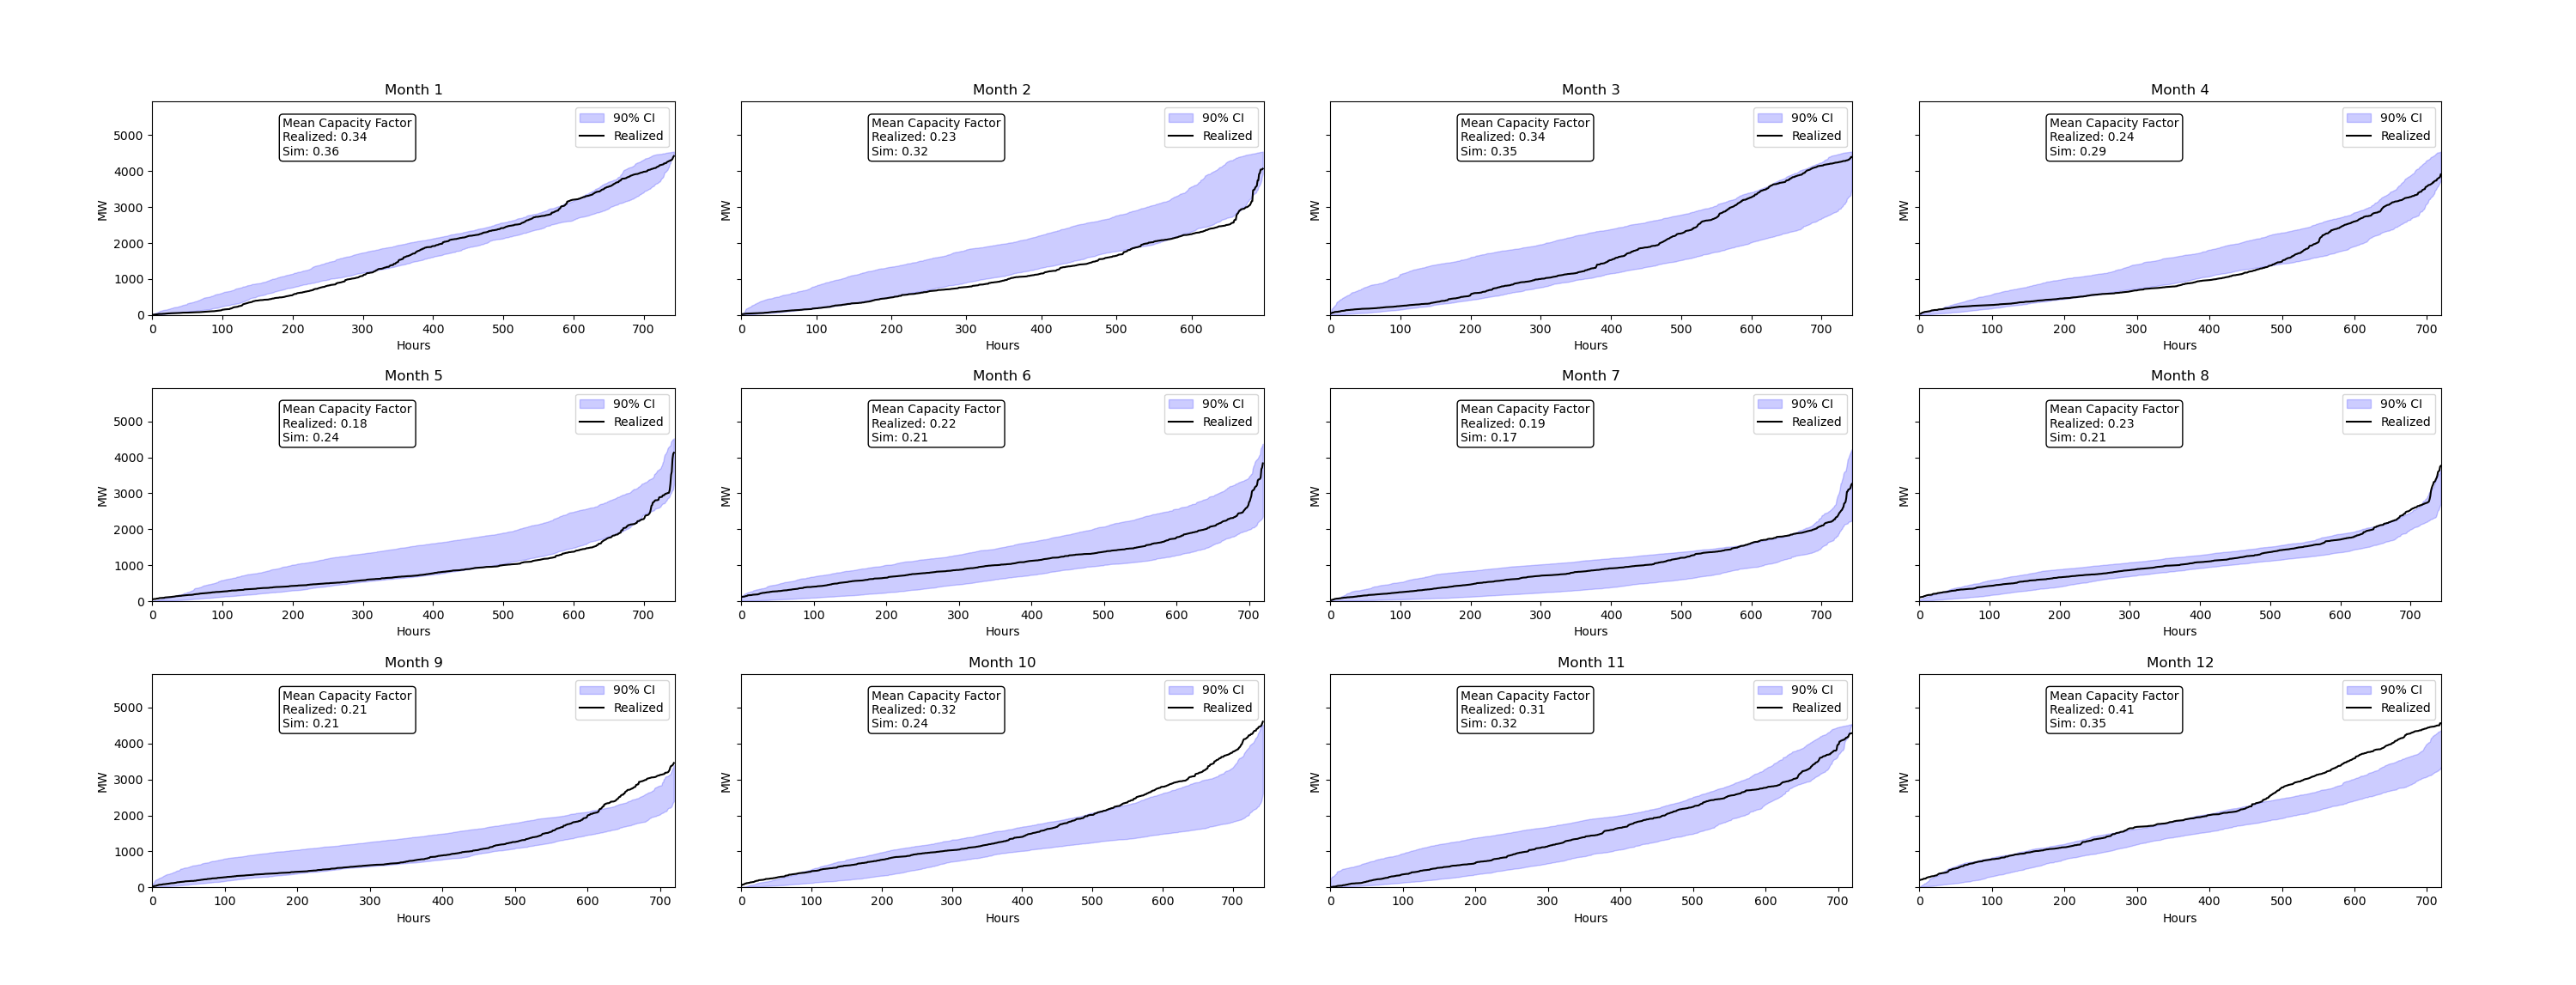 Month 1
Mean Capacity Factor
Realized: 0.34
Sim: 0.36
90% CI
Realized
5000
4000
3000
2000
1000
0
MW
0 100 200 300 400 500 600 700
Hours
Month 2
Mean Capacity Factor
Realized: 0.23
Sim: 0.32
90% CI
Realized
MW
0 100 200 300 400 500 600
Hours
Month 3
Mean Capacity Factor
Realized: 0.34
Sim: 0.35
90% CI
Realized
MW
0 100 200 300 400 500 600 700
Hours
Month 4
Mean Capacity Factor
Realized: 0.24
Sim: 0.29
90% CI
Realized
MW
0 100 200 300 400 500 600 700
Hours
Month 5
Mean Capacity Factor
Realized: 0.18
Sim: 0.24
90% CI
Realized
5000
4000
3000
2000
1000
0
MW
0 100 200 300 400 500 600 700
Hours
Month 6
Mean Capacity Factor
Realized: 0.22
Sim: 0.21
90% CI
Realized
MW
0 100 200 300 400 500 600 700
Hours
Month 7
Mean Capacity Factor
Realized: 0.19
Sim: 0.17
90% CI
Realized
MW
0 100 200 300 400 500 600 700
Hours
Month 8
Mean Capacity Factor
Realized: 0.23
Sim: 0.21
90% CI
Realized
MW
0 100 200 300 400 500 600 700
Hours
Month 9
Mean Capacity Factor
Realized: 0.21
Sim: 0.21
90% CI
Realized
5000
4000
3000
2000
1000
0
MW
0 100 200 300 400 500 600 700
Hours
Month 10
Mean Capacity Factor
Realized: 0.32
Sim: 0.24
90% CI
Realized
MW
0 100 200 300 400 500 600 700
Hours
Month 11
Mean Capacity Factor
Realized: 0.31
Sim: 0.32
90% CI
Realized
MW
0 100 200 300 400 500 600 700
Hours
Month 12
Mean Capacity Factor
Realized: 0.41
Sim: 0.35
90% CI
Realized
MW
0 100 200 300 400 500 600 700
Hours